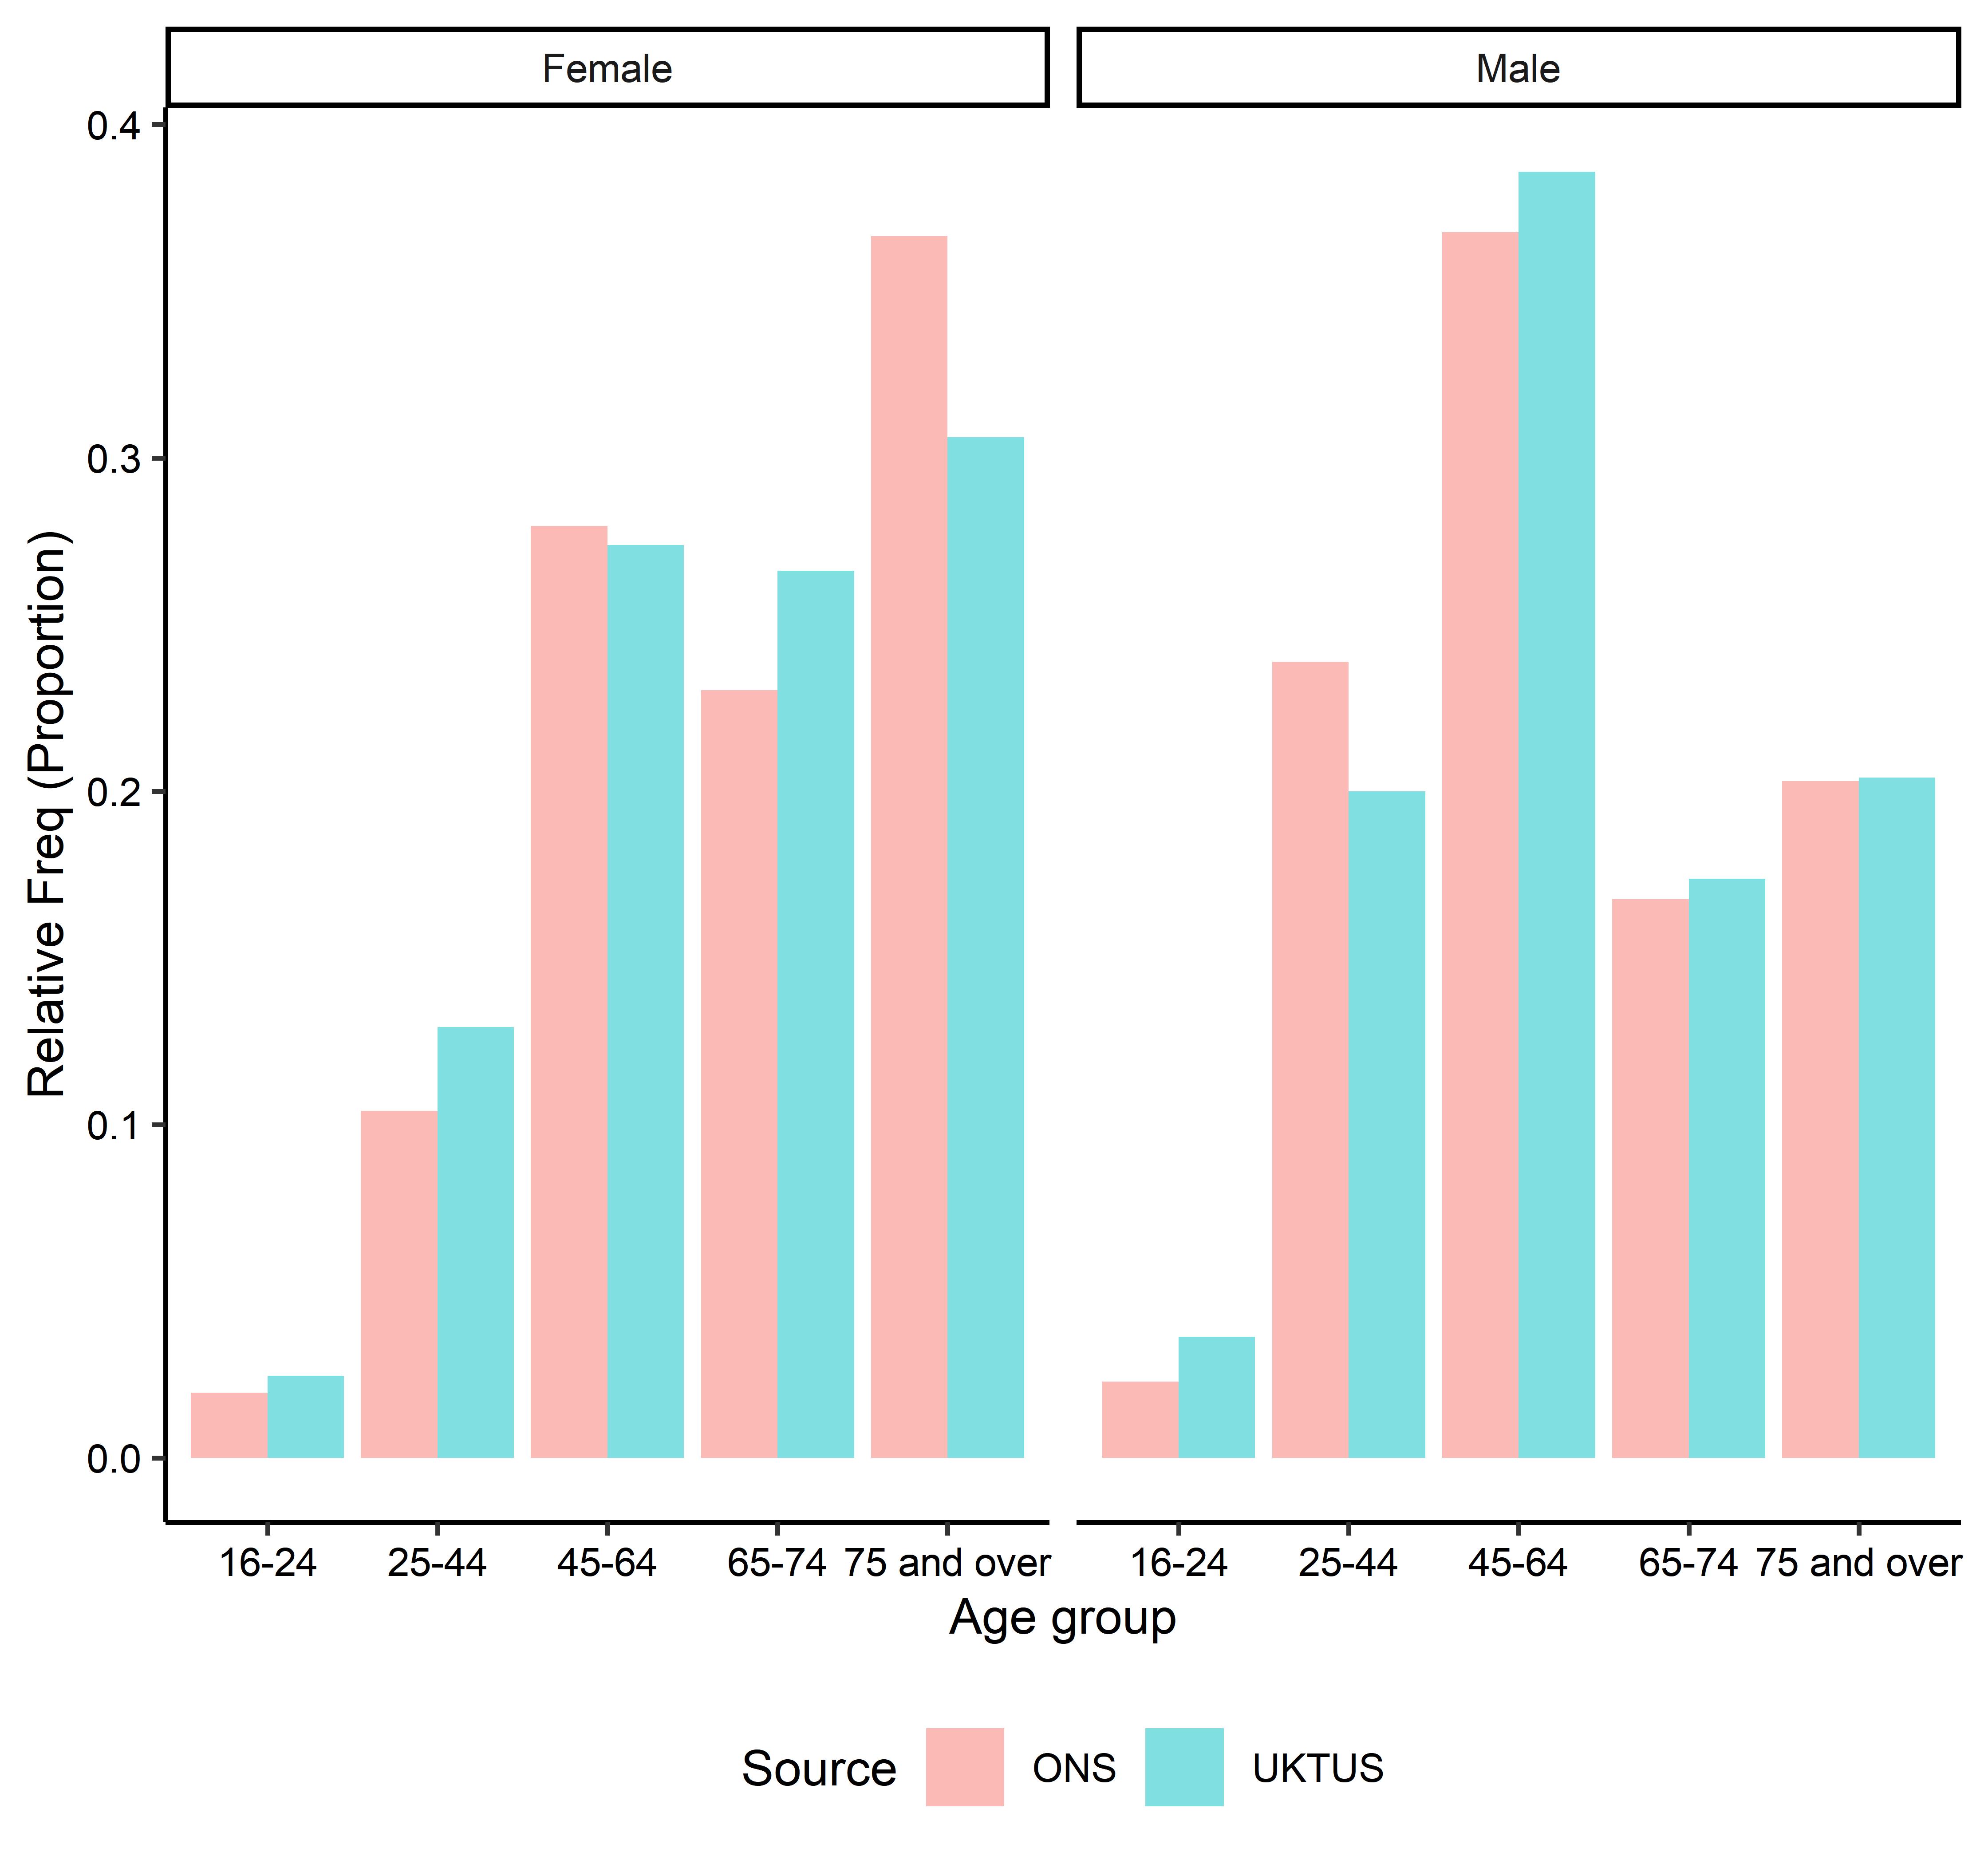 Female
Male
Relative Freq (Proportion)
0.4
0.3
0.2
0.1
0.0
16-24 25-44 45-64 65-74 75 and over
16-24 25-44 45-64 65-74 75 and over
Age group
Source ONS UKTUS